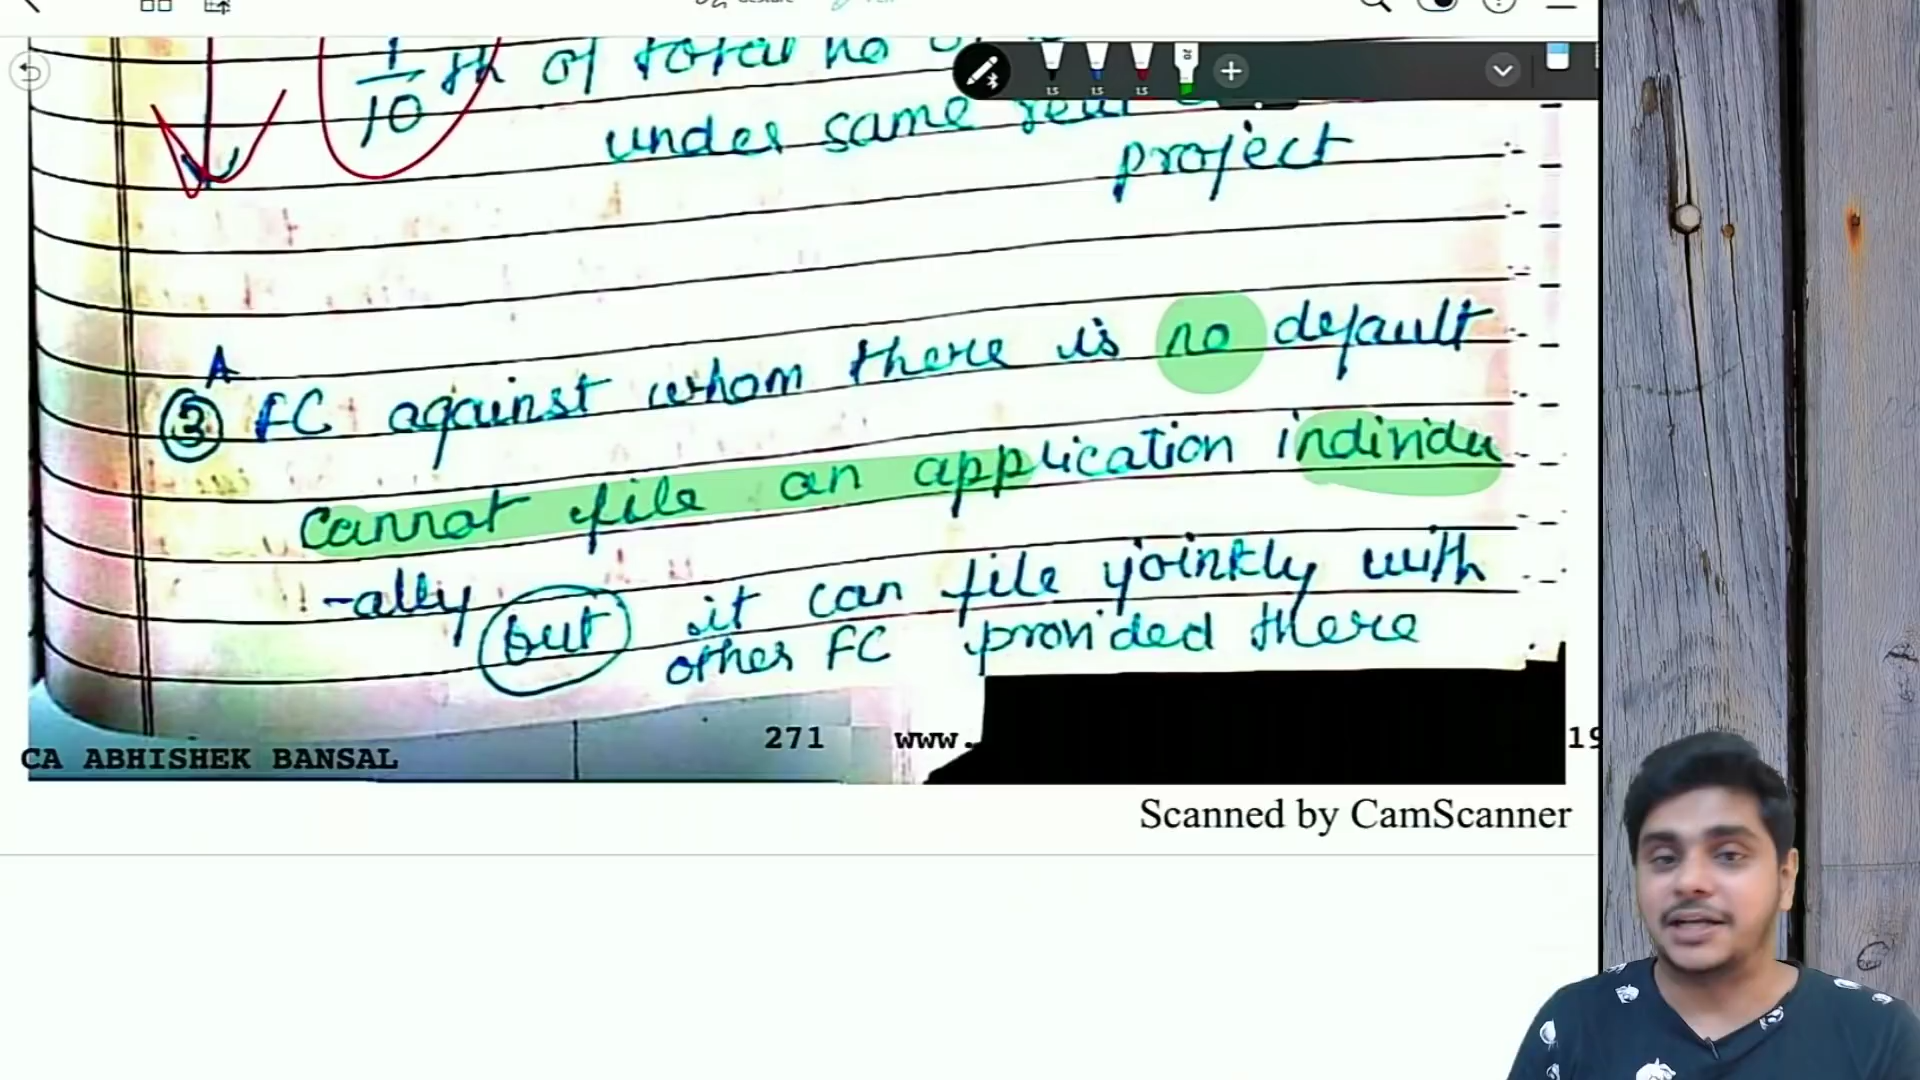 1/10 th of total no
under same
project
A
③ FC against whom there is no default
cannot file an application individu
-ally but it can file jointly with
other FC provided there
CA ABHISHEK BANSAL 271 www.
Scanned by CamScanner